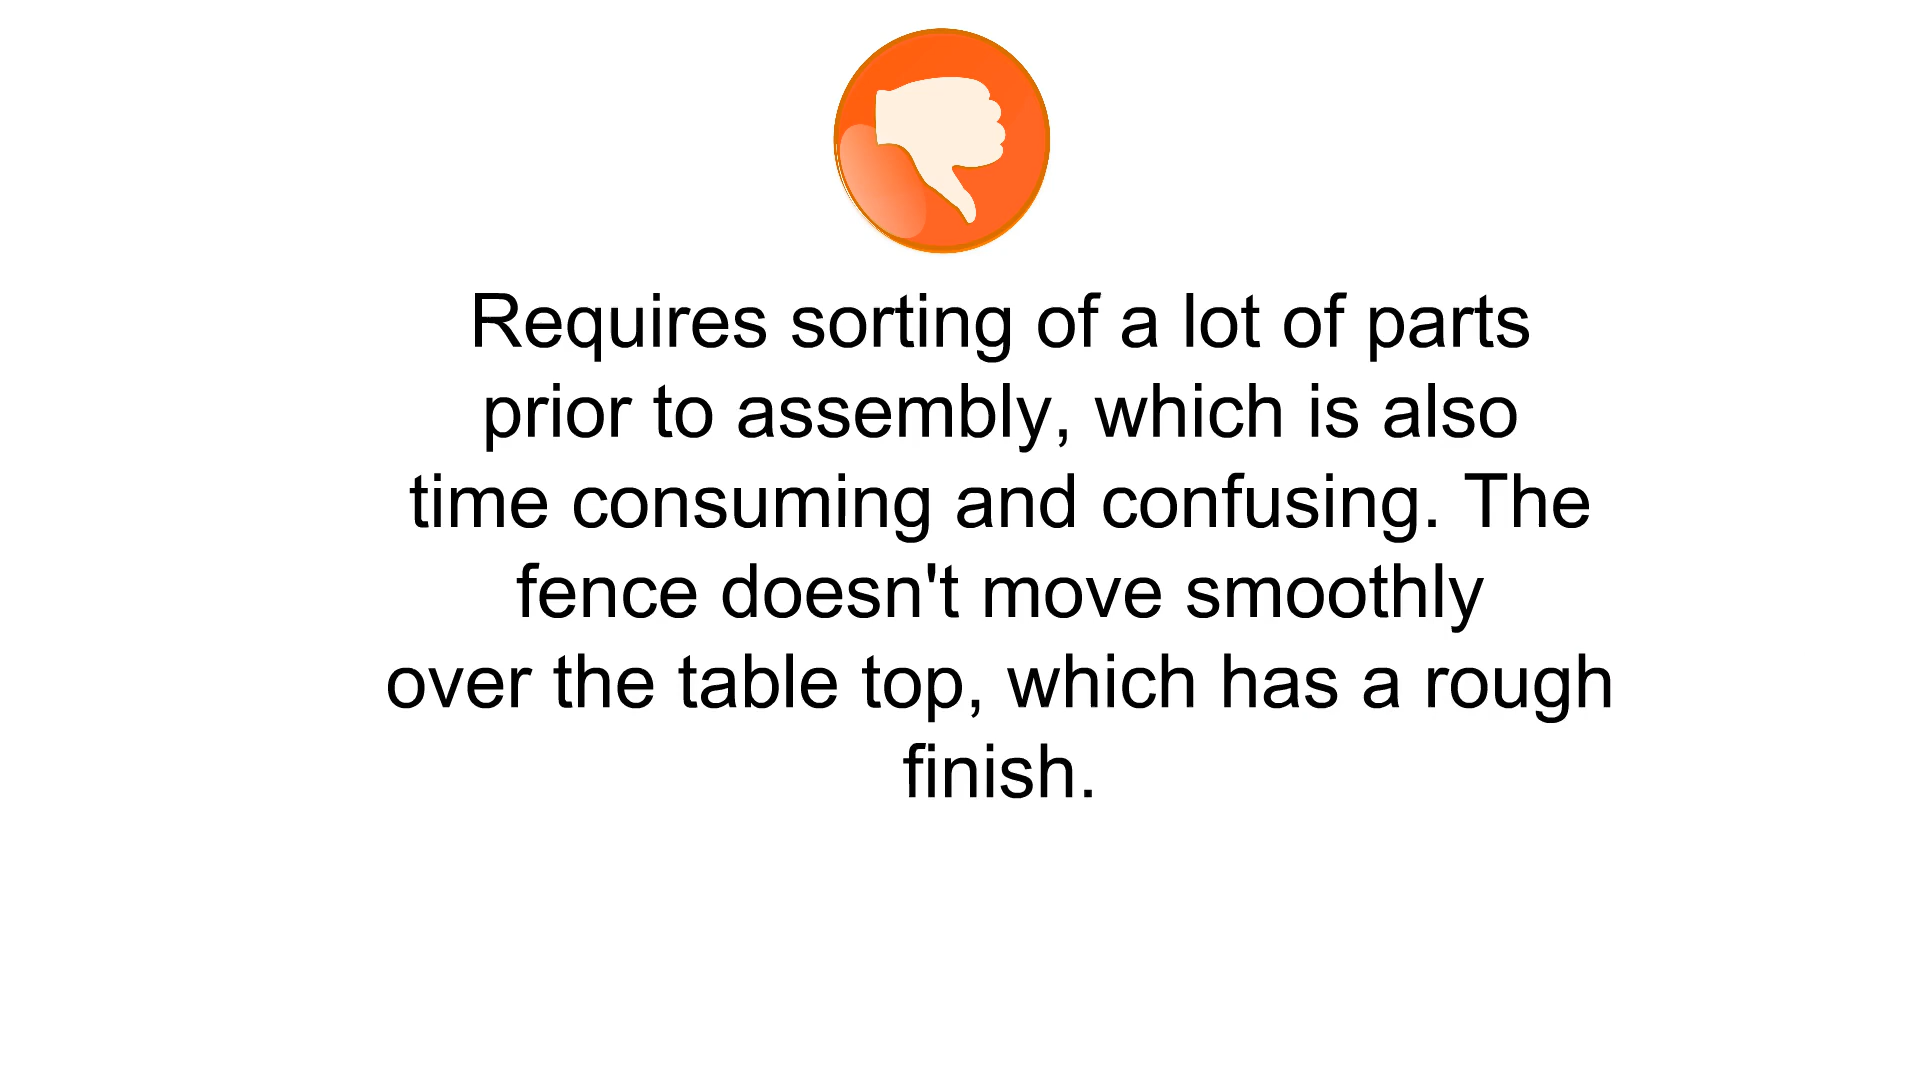 Requires sorting of a lot of parts
prior to assembly, which is also
time consuming and confusing. The
fence doesn't move smoothly
over the table top, which has a rough
finish.